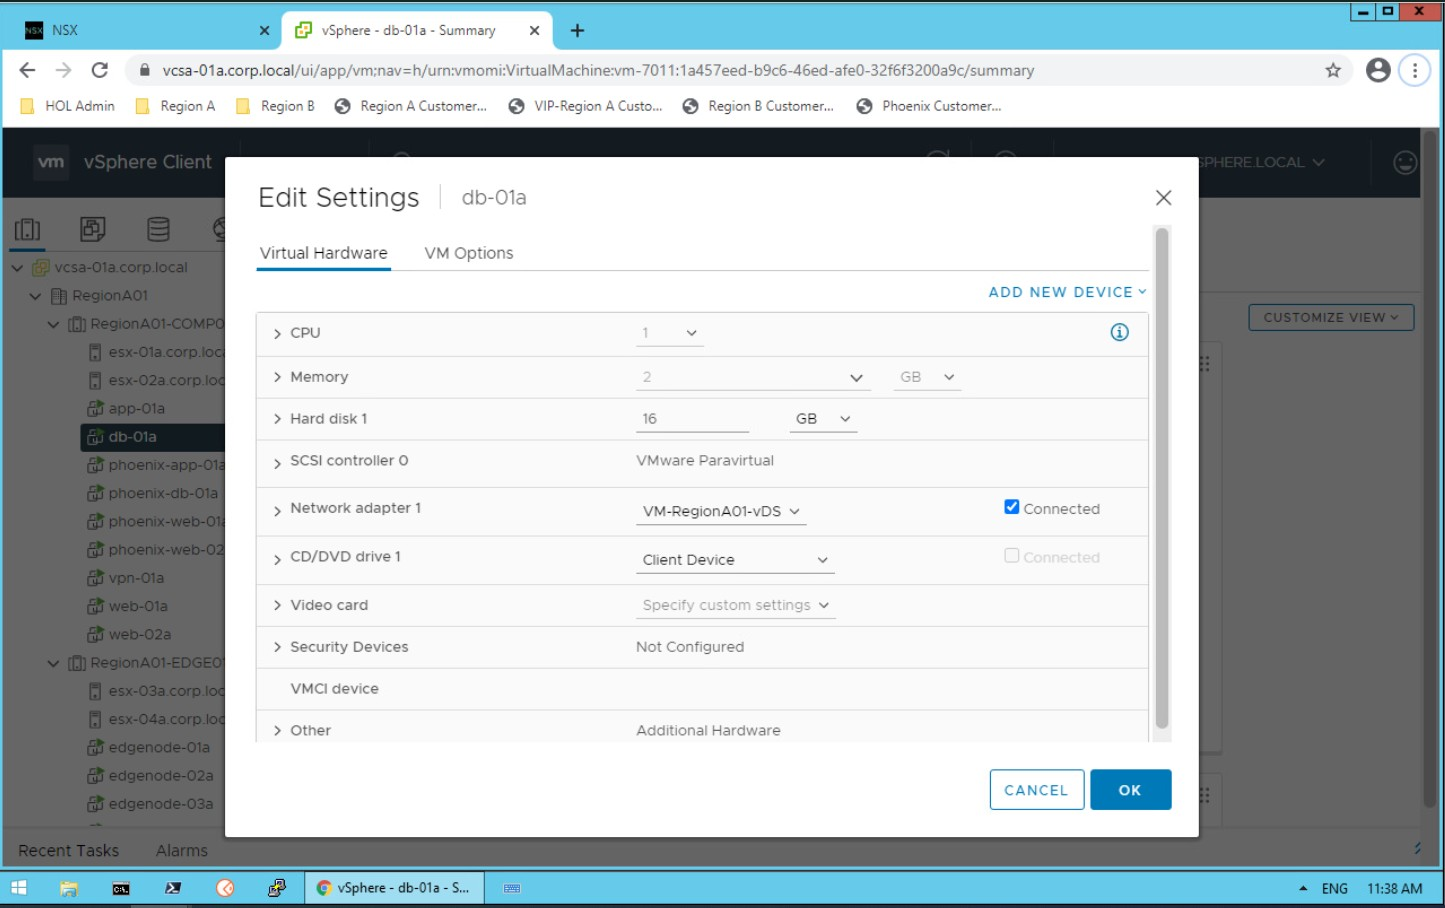 NSX NSX
vSphere - db-01a - Summary
vcsa-01a.corp.local/ui/app/vm;nav=h/urn:vmomi:VirtualMachine:vm-7011:1a457eed-b9c6-46ed-afe0-32f6f3200a9c/summary
HOL Admin Region A Region B Region A Customer... VIP-Region A Custo... Region B Customer... Phoenix Customer...
vm vSphere Client
SPHERE.LOCAL
vcsa-01a.corp.local
RegionA01
RegionA01-COMP0
esx-01a.corp.loca
esx-02a.corp.loc
app-01a
db-01a
phoenix-app-01a
phoenix-db-01a
phoenix-web-01a
phoenix-web-02
vpn-01a
web-01a
web-02a
RegionA01-EDGE01
esx-03a.corp.loc
esx-04a.corp.loc
edgenode-01a
edgenode-02a
edgenode-03a
Recent Tasks Alarms
CUSTOMIZE VIEW
Edit Settings db-01a
Virtual Hardware VM Options
ADD NEW DEVICE
CPU 1
Memory 2 GB
Hard disk 1 16 GB
SCSI controller 0 VMware Paravirtual
Network adapter 1 VM-RegionA01-vDS Connected
CD/DVD drive 1 Client Device Connected
Video card Specify custom settings
Security Devices Not Configured
VMCI device
Other Additional Hardware
CANCEL OK
vSphere - db-01a - S...
ENG 11:38 AM